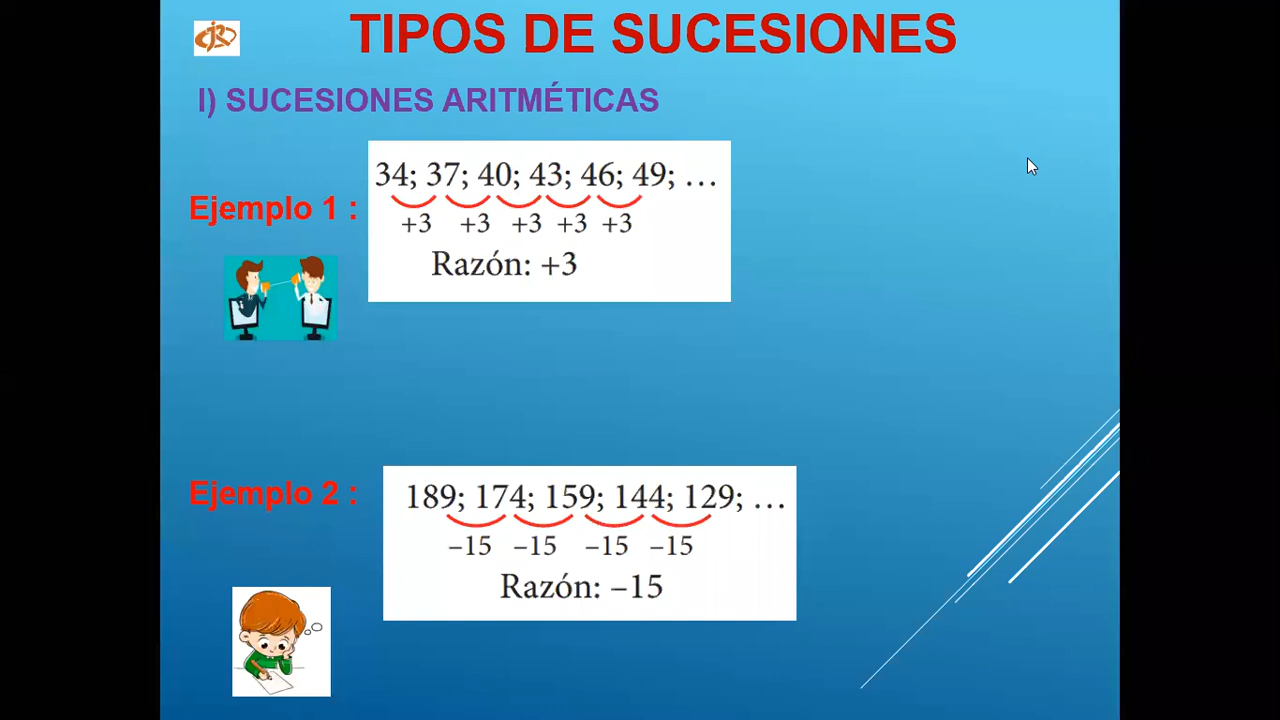 TIPOS DE SUCESIONES
I) SUCESIONES ARITMÉTICAS
Ejemplo 1 :
34; 37; 40; 43; 46; 49; …
+3 +3 +3 +3 +3
Razón: +3
Ejemplo 2 :
189; 174; 159; 144; 129; …
–15 –15 –15 –15
Razón: –15